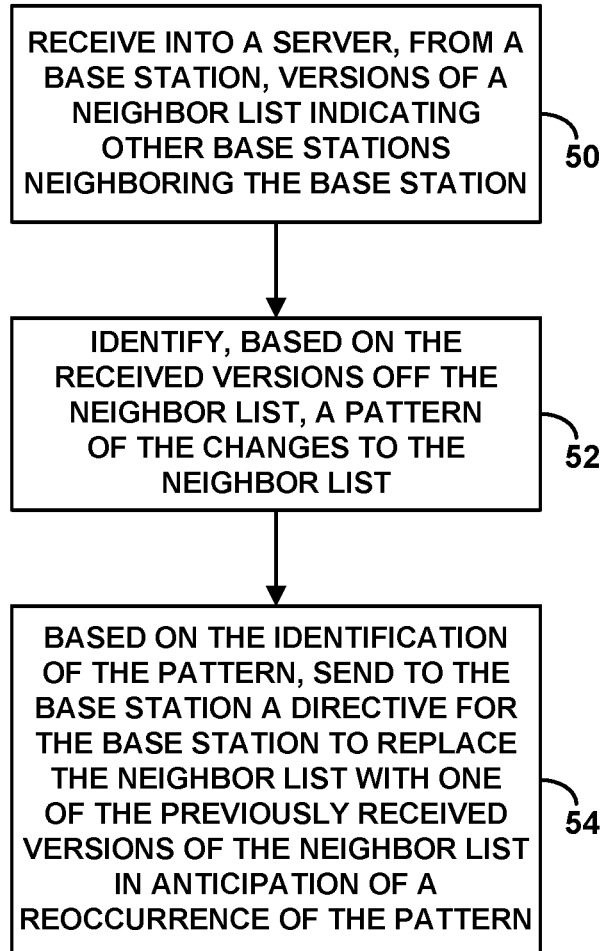 RECEIVE INTO A SERVER, FROM A
BASE STATION, VERSIONS OF A
NEIGHBOR LIST INDICATING
OTHER BASE STATIONS
NEIGHBORING THE BASE STATION
50
IDENTIFY, BASED ON THE
RECEIVED VERSIONS OFF THE
NEIGHBOR LIST, A PATTERN
OF THE CHANGES TO THE
NEIGHBOR LIST
52
BASED ON THE IDENTIFICATION
OF THE PATTERN, SEND TO THE
BASE STATION A DIRECTIVE FOR
THE BASE STATION TO REPLACE
THE NEIGHBOR LIST WITH ONE
OF THE PREVIOUSLY RECEIVED
VERSIONS OF THE NEIGHBOR LIST
IN ANTICIPATION OF A
REOCCURRENCE OF THE PATTERN
54